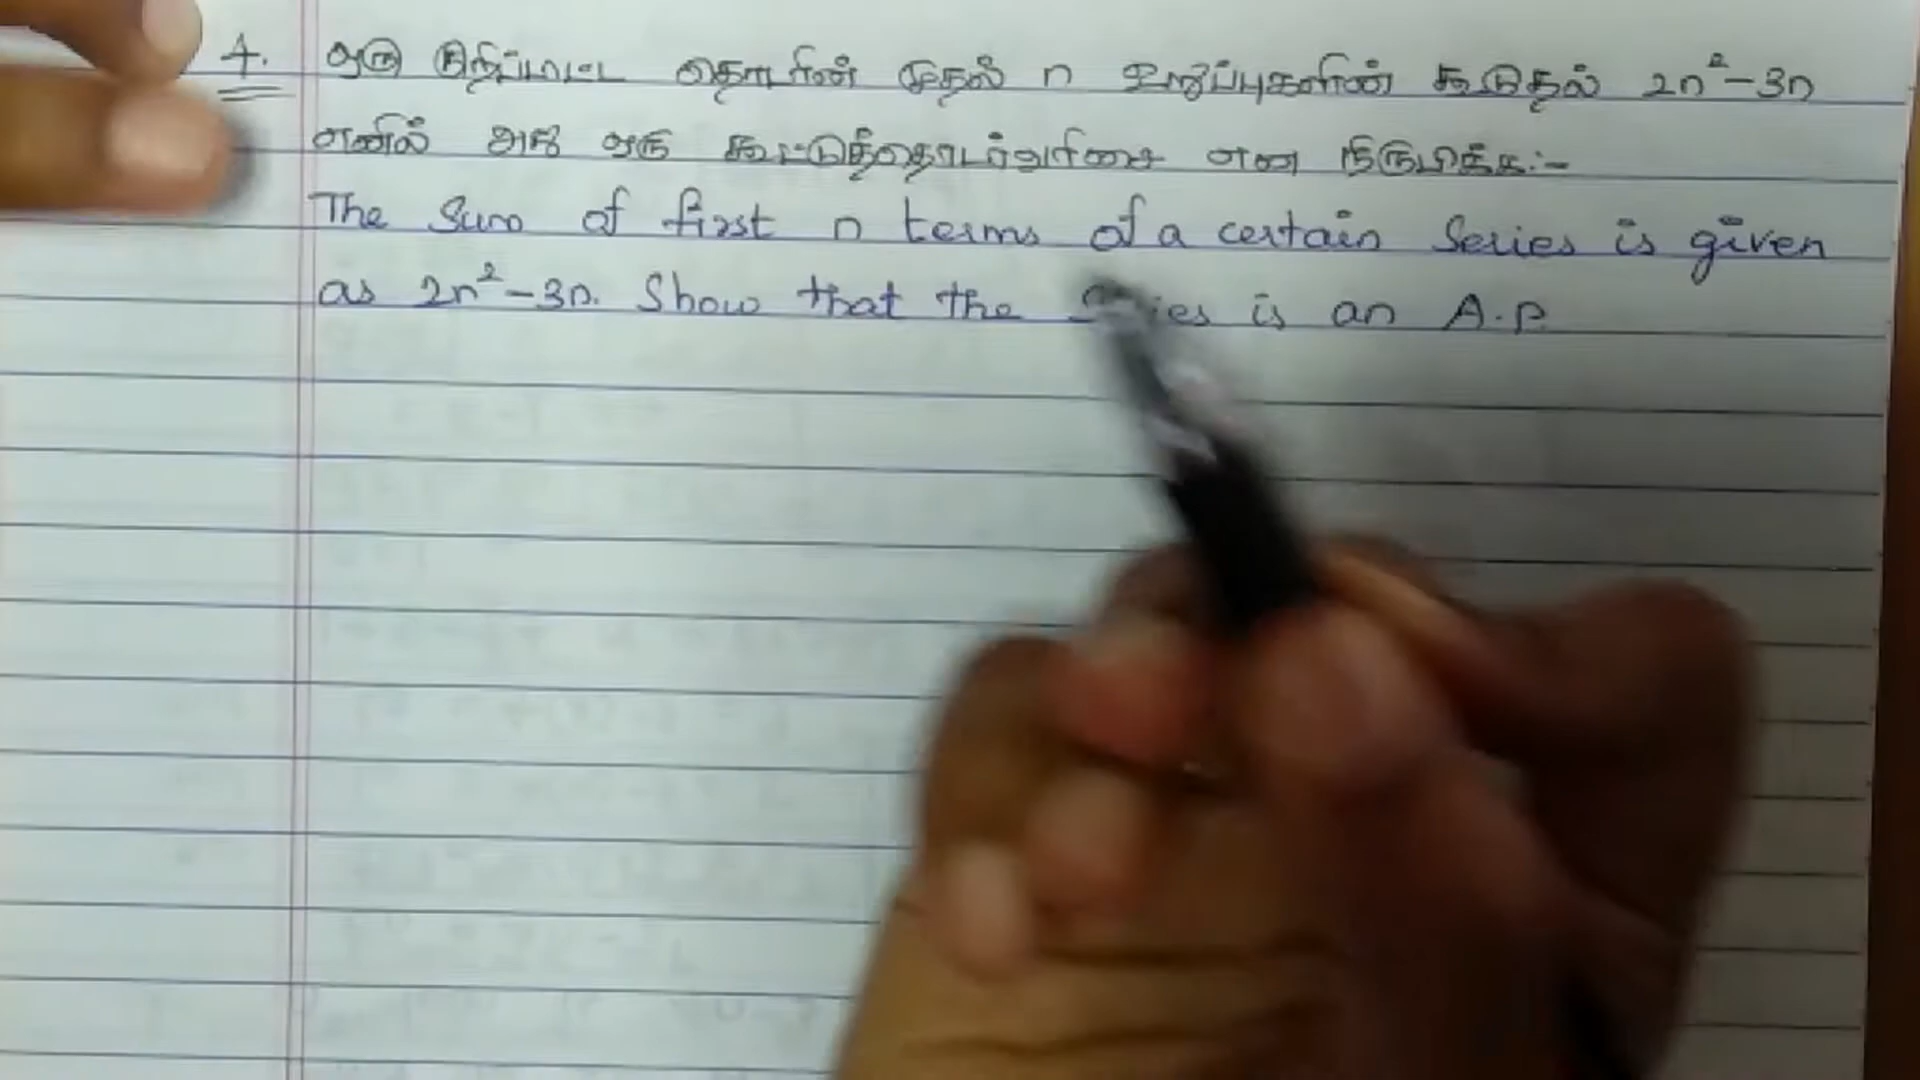 4. ஒரு குறிப்பிட்ட தொடரின் முதல் n உறுப்புகளின் கூடுதல் 2n²-3n
எனில் அது ஒரு கூட்டுத்தொடர்வரிசை என நிரூபிக்க:-
The Sum of first n terms of a certain Series is given
as 2n²-3n. Show that the Series is an A.P